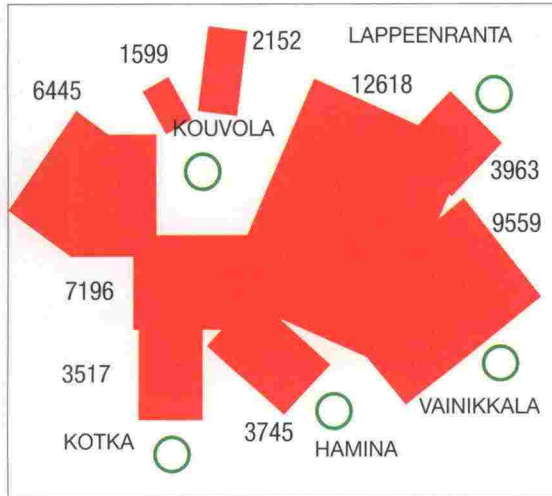 LAPPEENRANTA
2152
1599
12618
6445
KOUVOLA
3963
9559
7196
3517
VAINIKKALA
KOTKA
3745
HAMINA